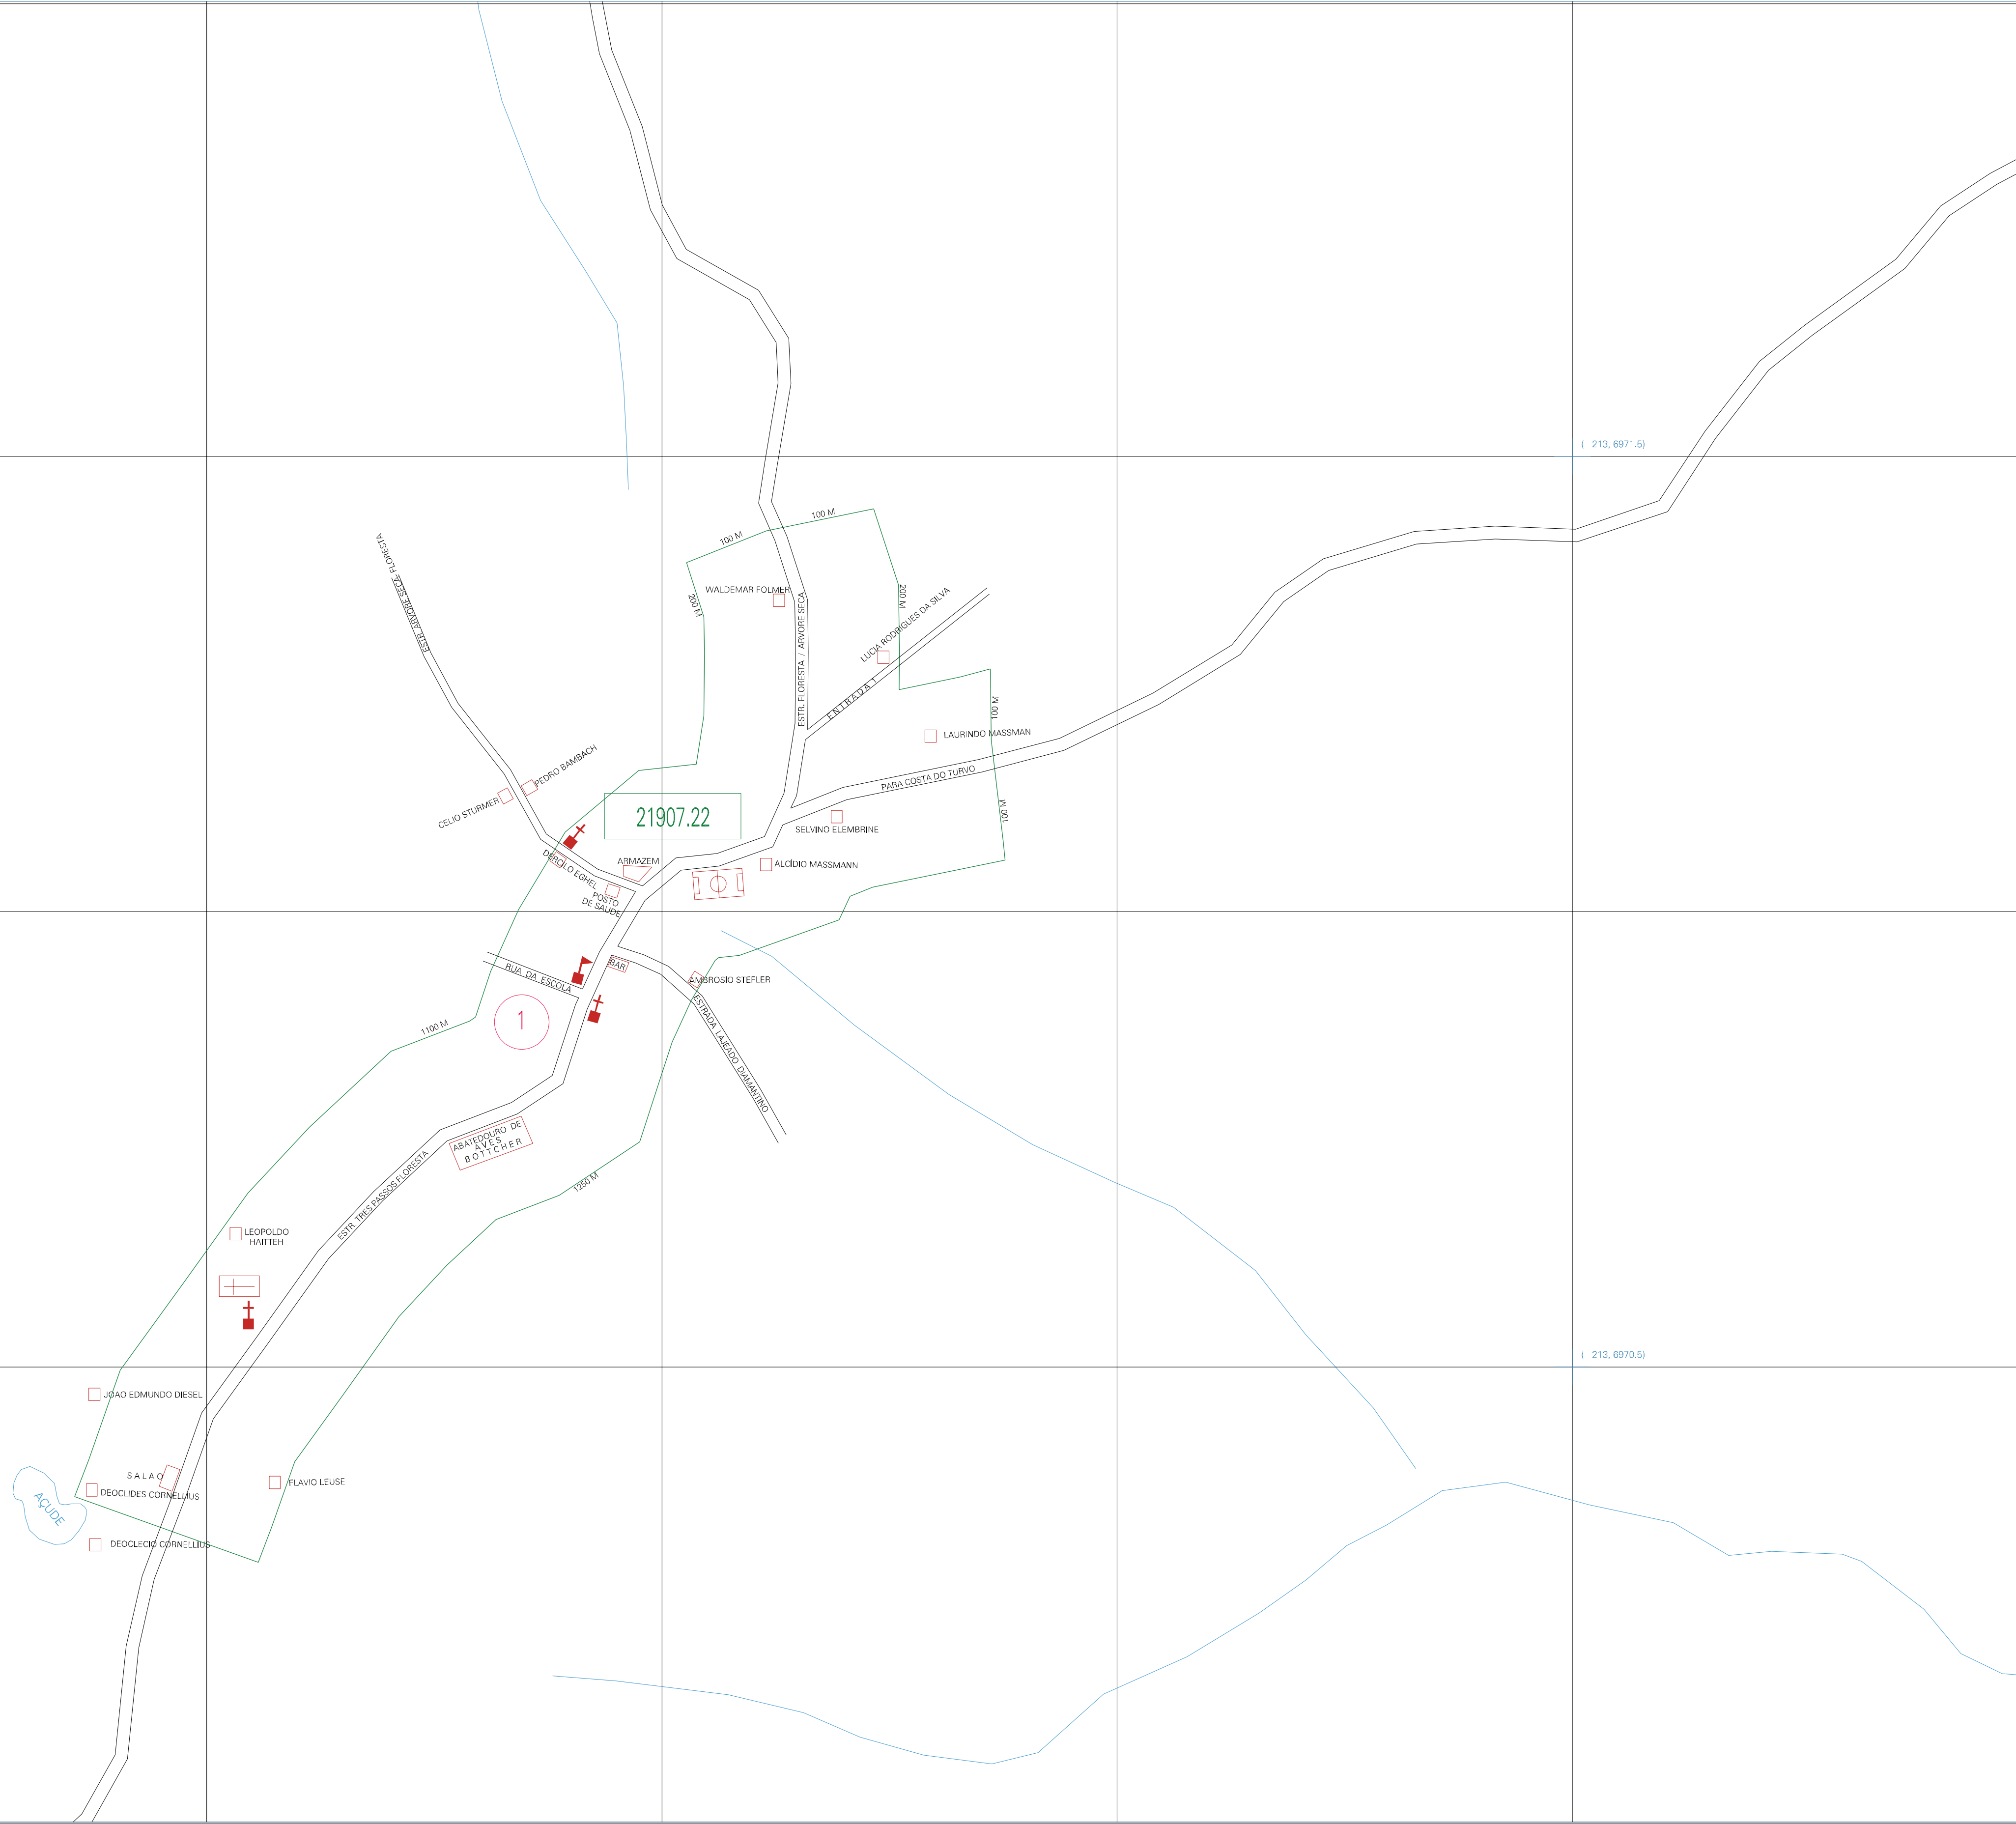 ( 213, 6971.5)
100 M
100 M
ESTR. ARVORE SECA-FLORESTA
WALDEMAR FOLMER
200 M
200 M
LUCIA RODRIGUES DA SILVA
ESTR. FLORESTA / ARVORE SECA
ENTRADA 1
100 M
LAURINDO MASSMAN
PEDRO BAMBACH
PARA COSTA DO TURVO
CELIO STURMER
21907.22
100 M
SELVINO ELEMBRINE
DERCILO EGHEL
ARMAZEM
ALCÍDIO MASSMANN
POSTO
DE SAUDE
BAR
RUA DA ESCOLA
AMBROSIO STEFLER
1
1100 M
ESTRADA LAJEADO DIAMANTINO
ABATEDOURO DE
AVES
BOTTCHER
ESTR. TRES PASSOS FLORESTA
1250 M
LEOPOLDO
HAITTEH
( 213, 6970.5)
JOAO EDMUNDO DIESEL
SALAO
FLAVIO LEUSE
DEOCLIDES CORNELLIUS
AÇUDE
DEOCLECIO CORNELLIUS